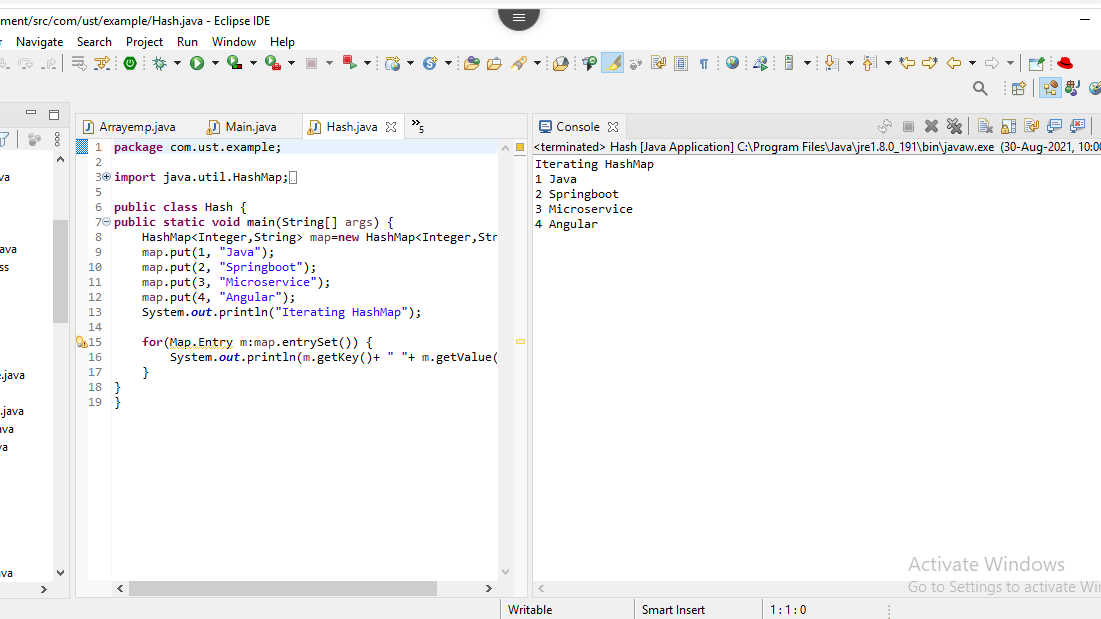 ment/src/com/ust/example/Hash.java - Eclipse IDE
r Navigate Search Project Run Window Help
Arrayemp.java Main.java Hash.java »5
Console
<terminated> Hash [Java Application] C:\Program Files\Java\jre1.8.0_191\bin\javaw.exe (30-Aug-2021, 10:00
1 package com.ust.example;
2
3 import java.util.HashMap;
5
6 public class Hash {
7 public static void main(String[] args) {
8 HashMap<Integer,String> map=new HashMap<Integer,Str
9 map.put(1, "Java");
10 map.put(2, "Springboot");
11 map.put(3, "Microservice");
12 map.put(4, "Angular");
13 System.out.println("Iterating HashMap");
14
15 for(Map.Entry m:map.entrySet()) {
16 System.out.println(m.getKey()+ " "+ m.getValue(
17 }
18 }
19 }
Iterating HashMap
1 Java
2 Springboot
3 Microservice
4 Angular
va
ava
ss
.java
.java
va
a
va
Activate Windows
Go to Settings to activate Wi
Writable Smart Insert 1 : 1 : 0